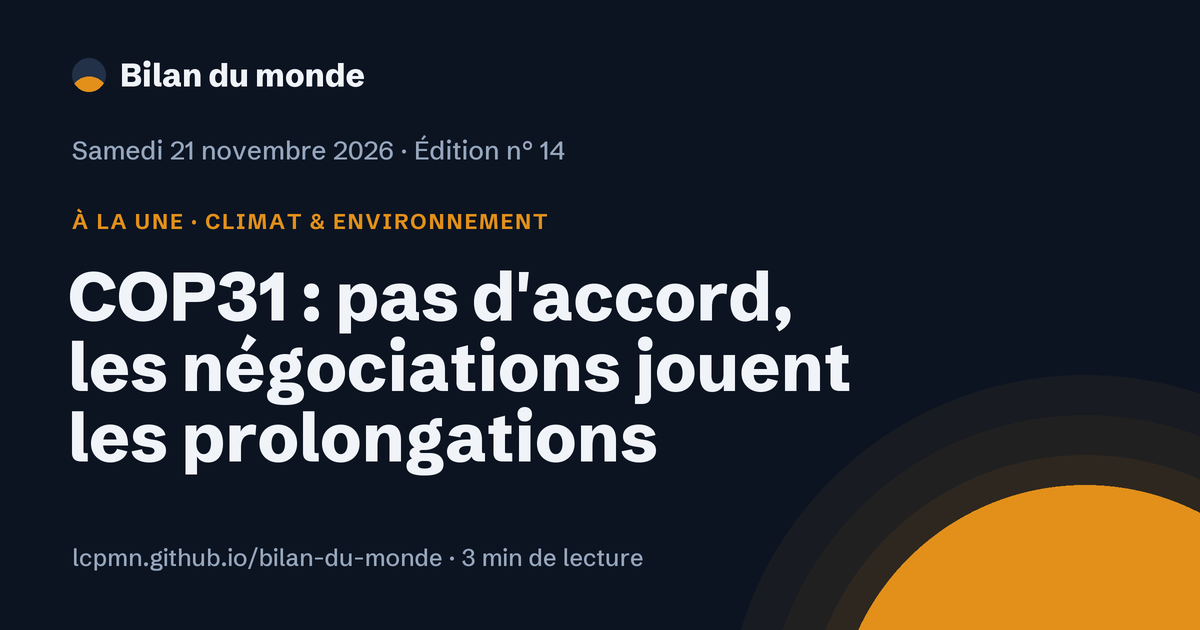 Bilan du monde
Samedi 21 novembre 2026 · Édition n° 14
À LA UNE · CLIMAT & ENVIRONNEMENT
COP31 : pas d'accord,
les négociations jouent
les prolongations
lcpmn.github.io/bilan-du-monde · 3 min de lecture